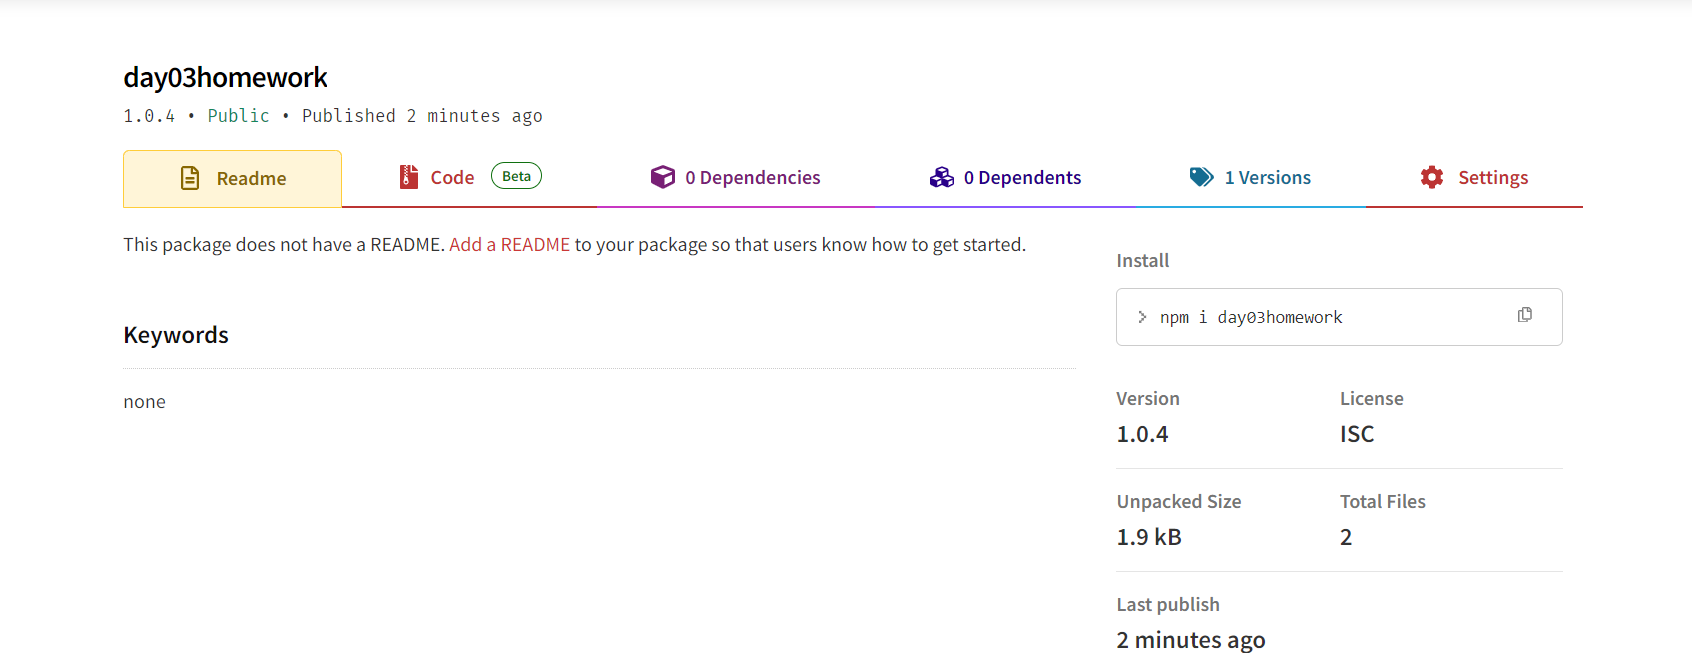 day03homework
1.0.4 • Public • Published 2 minutes ago
Readme
Code Beta
0 Dependencies
0 Dependents
1 Versions
Settings
This package does not have a README. Add a README to your package so that users know how to get started.
Keywords
none
Install
> npm i day03homework
Version
1.0.4
License
ISC
Unpacked Size
1.9 kB
Total Files
2
Last publish
2 minutes ago